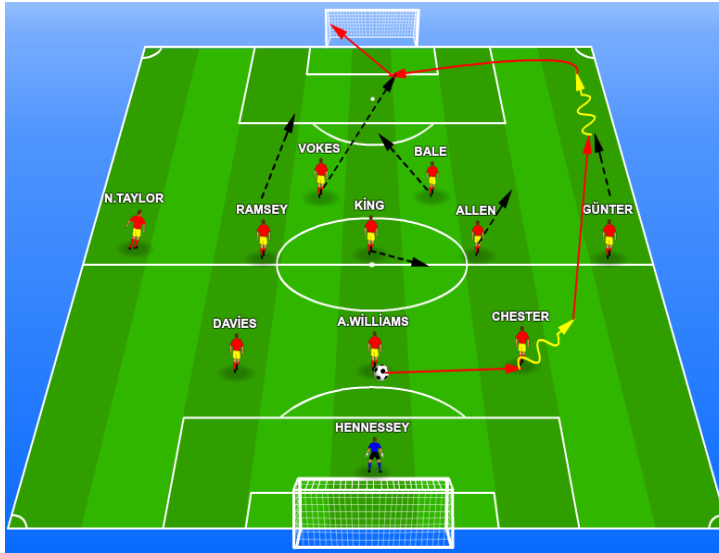 VOKES
BALE
N.TAYLOR
RAMSEY
KİNG
ALLEN
GÜNTER
DAVİES
A.WİLLİAMS
CHESTER
HENNESSEY